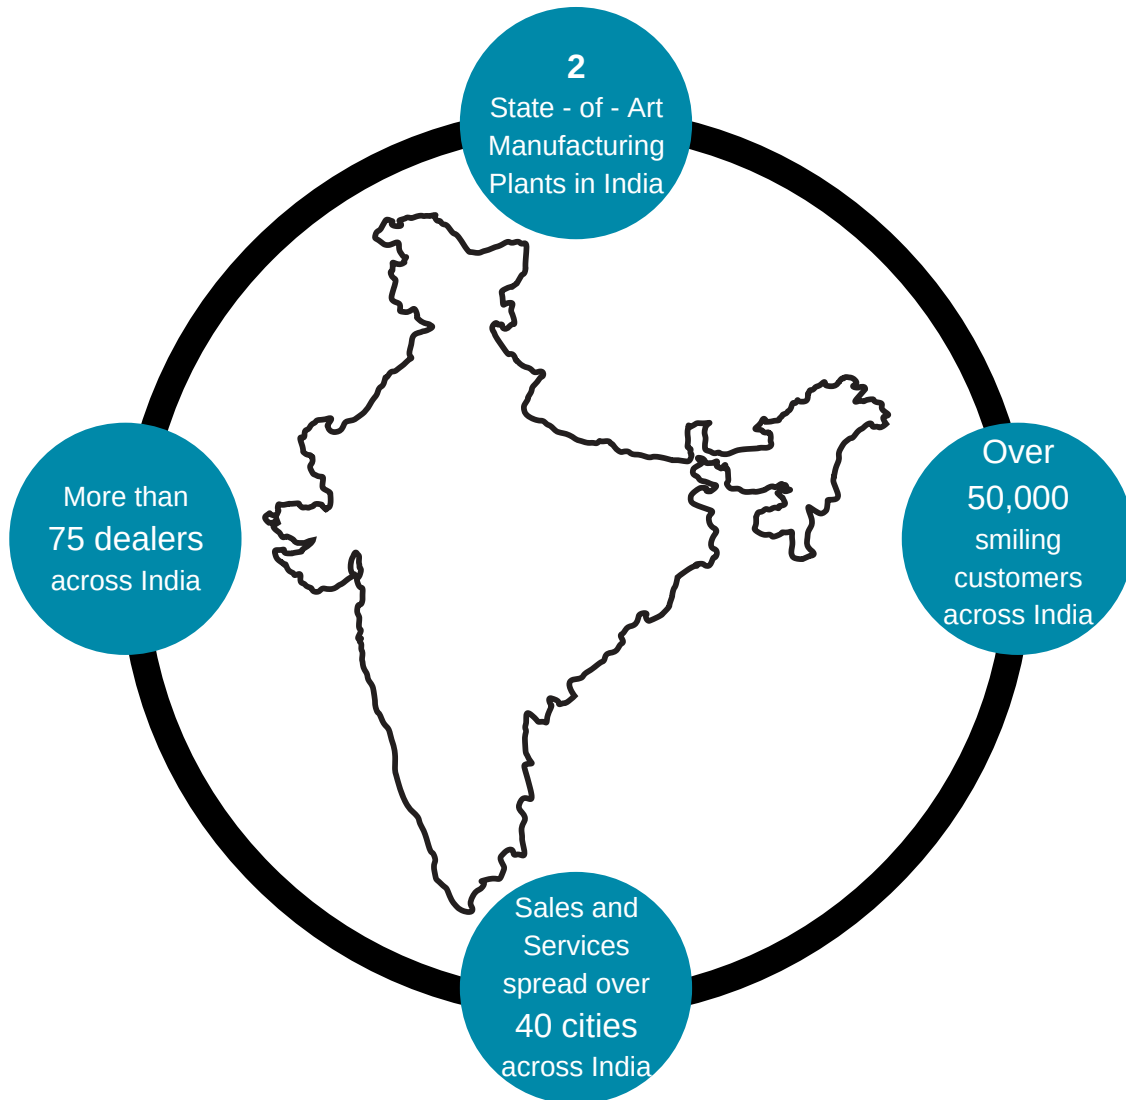 2
State - of - Art
Manufacturing
Plants in India
More than
75 dealers
across India
Over
50,000
smiling
customers
across India
Sales and
Services
spread over
40 cities
across India